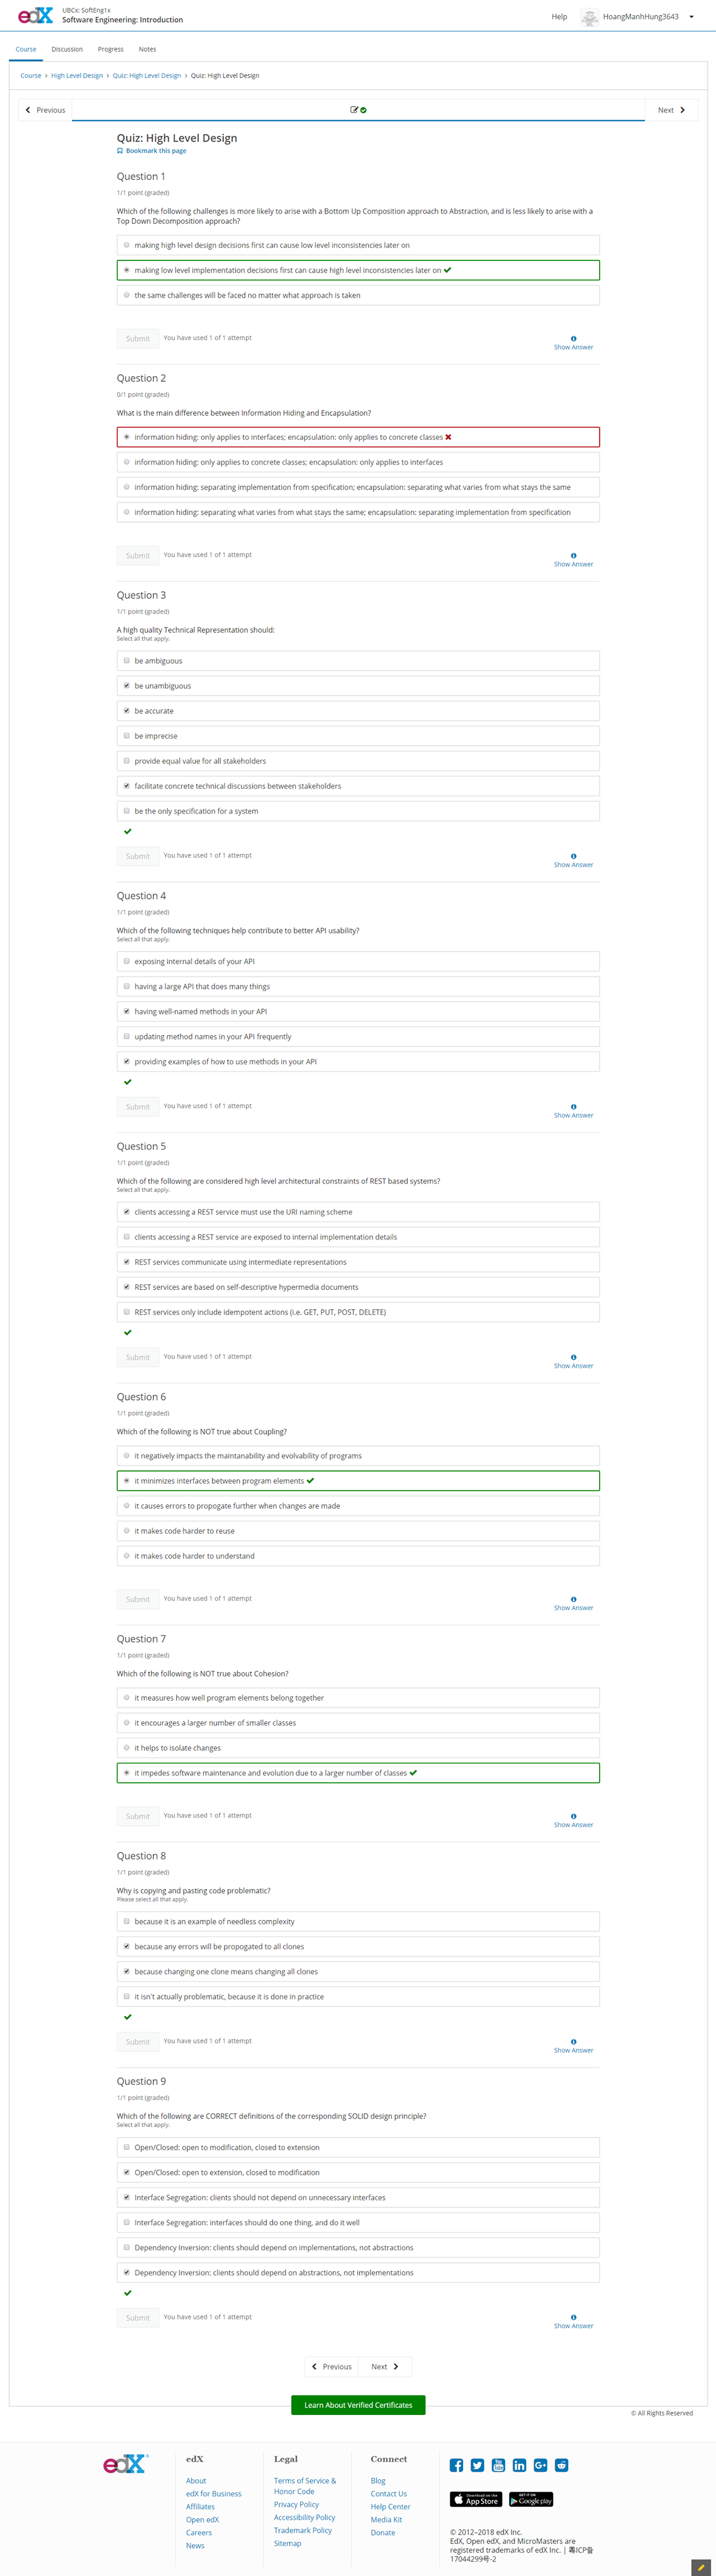 edX
UBCx: SoftEng1x
Software Engineering: Introduction
Help
HoangManhHung3643
Course Discussion Progress Notes
Course › High Level Design › Quiz: High Level Design › Quiz: High Level Design
Previous
Next
Quiz: High Level Design
Bookmark this page
Question 1
1/1 point (graded)
Which of the following challenges is more likely to arise with a Bottom Up Composition approach to Abstraction, and is less likely to arise with a
Top Down Decomposition approach?
making high level design decisions first can cause low level inconsistencies later on
making low level implementation decisions first can cause high level inconsistencies later on
the same challenges will be faced no matter what approach is taken
Submit You have used 1 of 1 attempt
Show Answer
Question 2
0/1 point (graded)
What is the main difference between Information Hiding and Encapsulation?
information hiding: only applies to interfaces; encapsulation: only applies to concrete classes
information hiding: only applies to concrete classes; encapsulation: only applies to interfaces
information hiding: separating implementation from specification; encapsulation: separating what varies from what stays the same
information hiding: separating what varies from what stays the same; encapsulation: separating implementation from specification
Submit You have used 1 of 1 attempt
Show Answer
Question 3
1/1 point (graded)
A high quality Technical Representation should:
Select all that apply.
be ambiguous
be unambiguous
be accurate
be imprecise
provide equal value for all stakeholders
facilitate concrete technical discussions between stakeholders
be the only specification for a system
Submit You have used 1 of 1 attempt
Show Answer
Question 4
1/1 point (graded)
Which of the following techniques help contribute to better API usability?
Select all that apply.
exposing internal details of your API
having a large API that does many things
having well-named methods in your API
updating method names in your API frequently
providing examples of how to use methods in your API
Submit You have used 1 of 1 attempt
Show Answer
Question 5
1/1 point (graded)
Which of the following are considered high level architectural constraints of REST based systems?
Select all that apply.
clients accessing a REST service must use the URI naming scheme
clients accessing a REST service are exposed to internal implementation details
REST services communicate using intermediate representations
REST services are based on self-descriptive hypermedia documents
REST services only include idempotent actions (i.e. GET, PUT, POST, DELETE)
Submit You have used 1 of 1 attempt
Show Answer
Question 6
1/1 point (graded)
Which of the following is NOT true about Coupling?
it negatively impacts the maintanability and evolvability of programs
it minimizes interfaces between program elements
it causes errors to propogate further when changes are made
it makes code harder to reuse
it makes code harder to understand
Submit You have used 1 of 1 attempt
Show Answer
Question 7
1/1 point (graded)
Which of the following is NOT true about Cohesion?
it measures how well program elements belong together
it encourages a larger number of smaller classes
it helps to isolate changes
it impedes software maintenance and evolution due to a larger number of classes
Submit You have used 1 of 1 attempt
Show Answer
Question 8
1/1 point (graded)
Why is copying and pasting code problematic?
Please select all that apply.
because it is an example of needless complexity
because any errors will be propogated to all clones
because changing one clone means changing all clones
it isn't actually problematic, because it is done in practice
Submit You have used 1 of 1 attempt
Show Answer
Question 9
1/1 point (graded)
Which of the following are CORRECT definitions of the corresponding SOLID design principle?
Select all that apply.
Open/Closed: open to modification, closed to extension
Open/Closed: open to extension, closed to modification
Interface Segregation: clients should not depend on unnecessary interfaces
Interface Segregation: interfaces should do one thing, and do it well
Dependency Inversion: clients should depend on implementations, not abstractions
Dependency Inversion: clients should depend on abstractions, not implementations
Submit You have used 1 of 1 attempt
Show Answer
Previous Next
Learn About Verified Certificates
© All Rights Reserved
edX
edX
About
edX for Business
Affiliates
Open edX
Careers
News
Legal
Terms of Service &
Honor Code
Privacy Policy
Accessibility Policy
Trademark Policy
Sitemap
Connect
Blog
Contact Us
Help Center
Media Kit
Donate
Download on the
App Store
GET IT ON
Google play
© 2012–2018 edX Inc.
EdX, Open edX, and MicroMasters are
registered trademarks of edX Inc. | 粤ICP备
17044299号-2